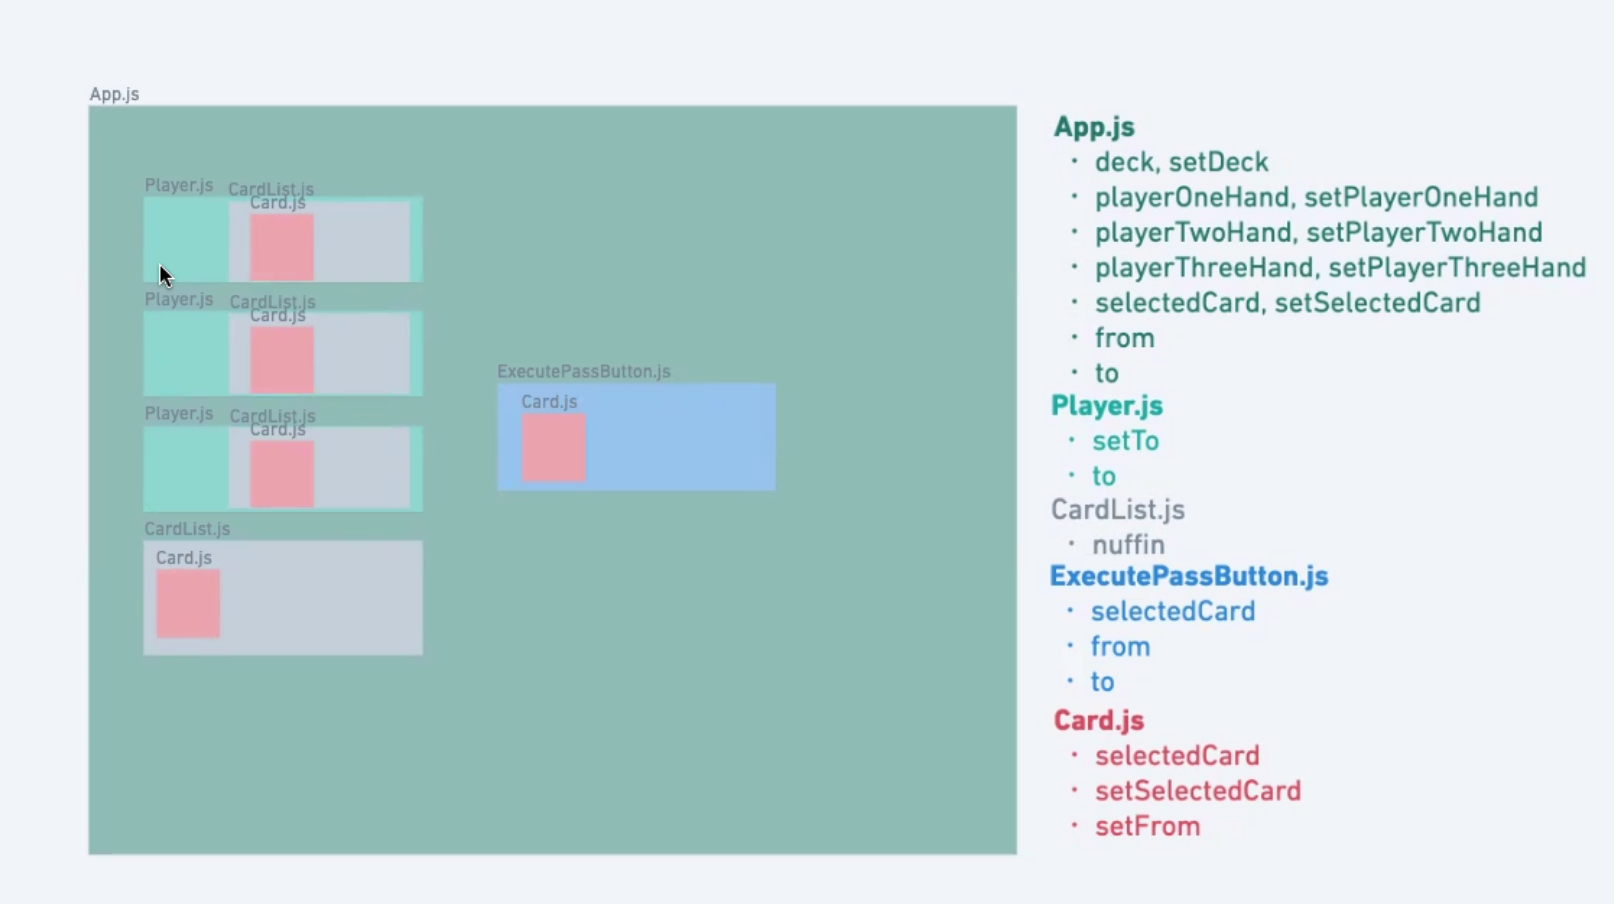 App.js
Player.js
CardList.js
Card.js
Player.js
CardList.js
Card.js
Player.js
CardList.js
Card.js
CardList.js
Card.js
ExecutePassButton.js
Card.js
App.js
· deck, setDeck
· playerOneHand, setPlayerOneHand
· playerTwoHand, setPlayerTwoHand
· playerThreeHand, setPlayerThreeHand
· selectedCard, setSelectedCard
· from
· to
Player.js
· setTo
· to
CardList.js
· nuffin
ExecutePassButton.js
· selectedCard
· from
· to
Card.js
· selectedCard
· setSelectedCard
· setFrom